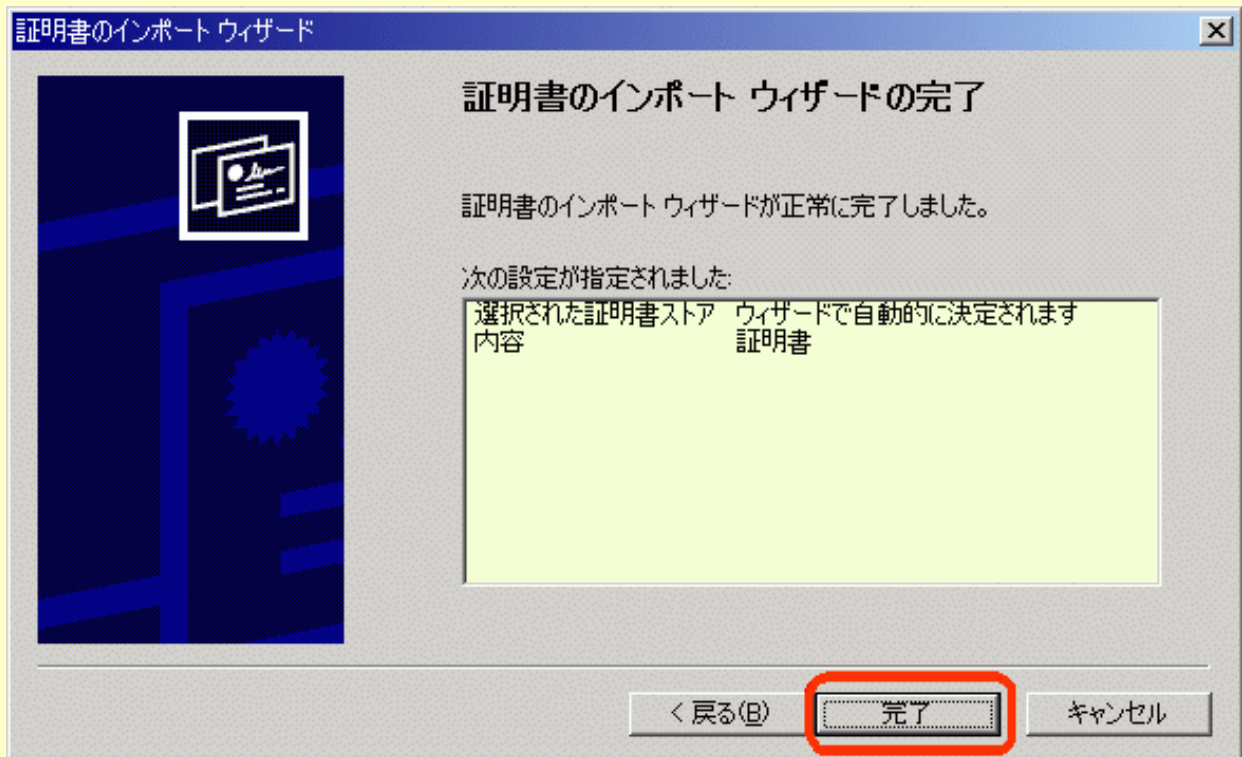 証明書のインポート ウィザード
証明書のインポート ウィザードの完了
証明書のインポート ウィザードが正常に完了しました。
次の設定が指定されました:
選択された証明書ストア ウィザードで自動的に決定されます
内容 証明書
< 戻る(B) 完了 キャンセル